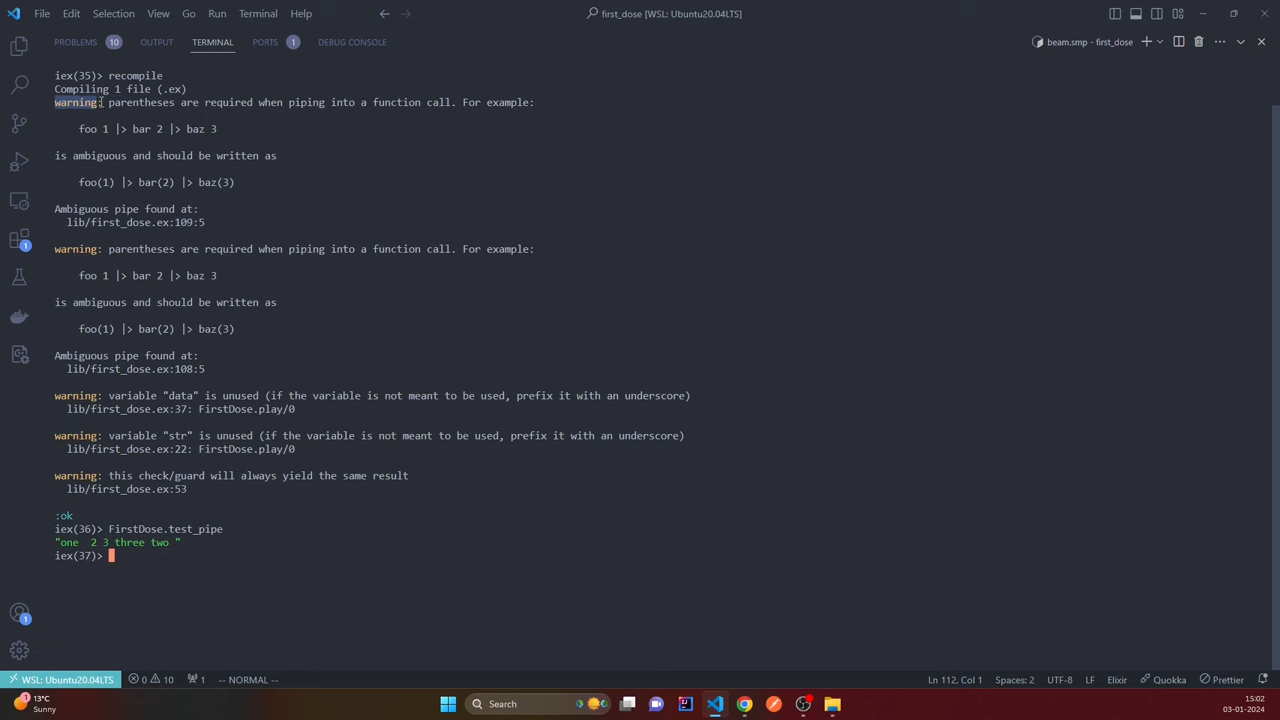 File Edit Selection View Go Run Terminal Help
first_dose [WSL: Ubuntu20.04LTS]
PROBLEMS 10 OUTPUT TERMINAL PORTS 1 DEBUG CONSOLE
beam.smp - first_dose
iex(35)> recompile
Compiling 1 file (.ex)
warning: parentheses are required when piping into a function call. For example:
foo 1 |> bar 2 |> baz 3
is ambiguous and should be written as
foo(1) |> bar(2) |> baz(3)
Ambiguous pipe found at:
lib/first_dose.ex:109:5
warning: parentheses are required when piping into a function call. For example:
foo 1 |> bar 2 |> baz 3
is ambiguous and should be written as
foo(1) |> bar(2) |> baz(3)
Ambiguous pipe found at:
lib/first_dose.ex:108:5
warning: variable "data" is unused (if the variable is not meant to be used, prefix it with an underscore)
lib/first_dose.ex:37: FirstDose.play/0
warning: variable "str" is unused (if the variable is not meant to be used, prefix it with an underscore)
lib/first_dose.ex:22: FirstDose.play/0
warning: this check/guard will always yield the same result
lib/first_dose.ex:53
:ok
iex(36)> FirstDose.test_pipe
"one  2 3 three two "
iex(37)>
1
1
WSL: Ubuntu20.04LTS 0 10 1 -- NORMAL -- Ln 112, Col 1 Spaces: 2 UTF-8 LF Elixir Quokka Prettier
13°C
Sunny
Search
15:02
03-01-2024